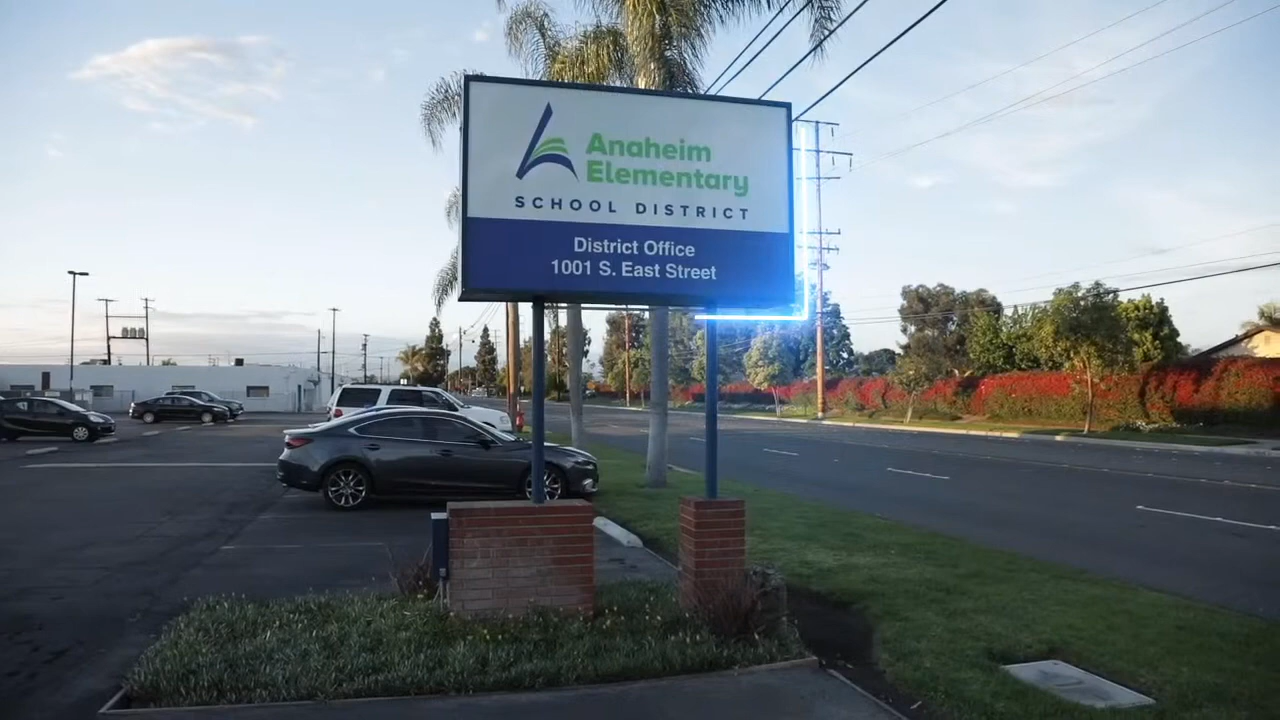 Anaheim
Elementary
SCHOOL DISTRICT
District Office
1001 S. East Street